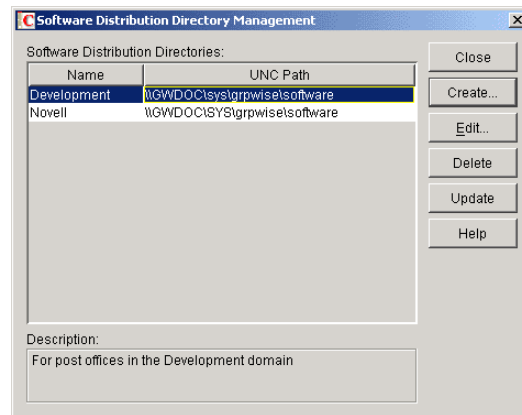 Software Distribution Directory Management
Software Distribution Directories:
Name UNC Path
Development \\GWDOC\sys\grpwise\software
Novell \\GWDOC\SYS\grpwise\software
Close
Create...
Edit...
Delete
Update
Help
Description:
For post offices in the Development domain